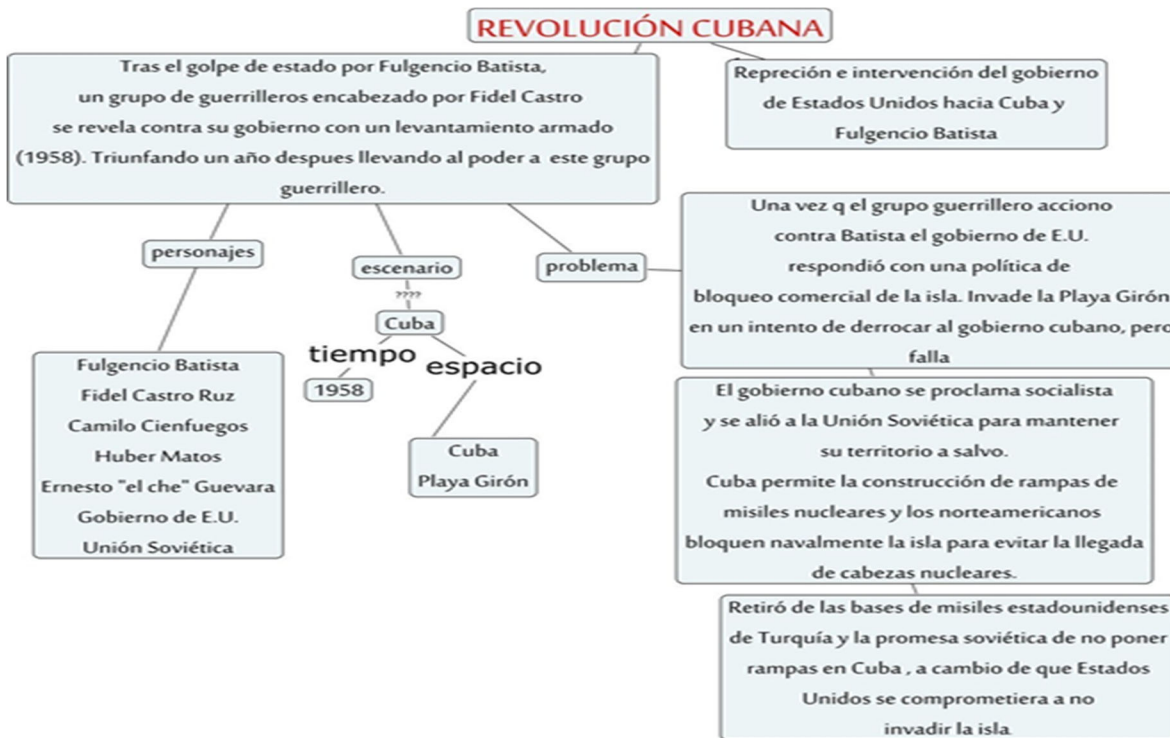 REVOLUCIÓN CUBANA
Tras el golpe de estado por Fulgencio Batista,
un grupo de guerrilleros encabezado por Fidel Castro
se revela contra su gobierno con un levantamiento armado
(1958). Triunfando un año despues llevando al poder a este grupo
guerrillero.
Repreción e intervención del gobierno
de Estados Unidos hacia Cuba y
Fulgencio Batista
personajes
escenario
problema
????
Cuba
tiempo
espacio
1958
Cuba
Playa Girón
Fulgencio Batista
Fidel Castro Ruz
Camilo Cienfuegos
Huber Matos
Ernesto "el che" Guevara
Gobierno de E.U.
Unión Soviética
Una vez q el grupo guerrillero acciono
contra Batista el gobierno de E.U.
respondió con una política de
bloqueo comercial de la isla. Invade la Playa Girón
en un intento de derrocar al gobierno cubano, pero
falla
El gobierno cubano se proclama socialista
y se alió a la Unión Soviética para mantener
su territorio a salvo.
Cuba permite la construcción de rampas de
misiles nucleares y los norteamericanos
bloquen navalmente la isla para evitar la llegada
de cabezas nucleares.
Retiró de las bases de misiles estadounidenses
de Turquía y la promesa soviética de no poner
rampas en Cuba , a cambio de que Estados
Unidos se comprometiera a no
invadir la isla